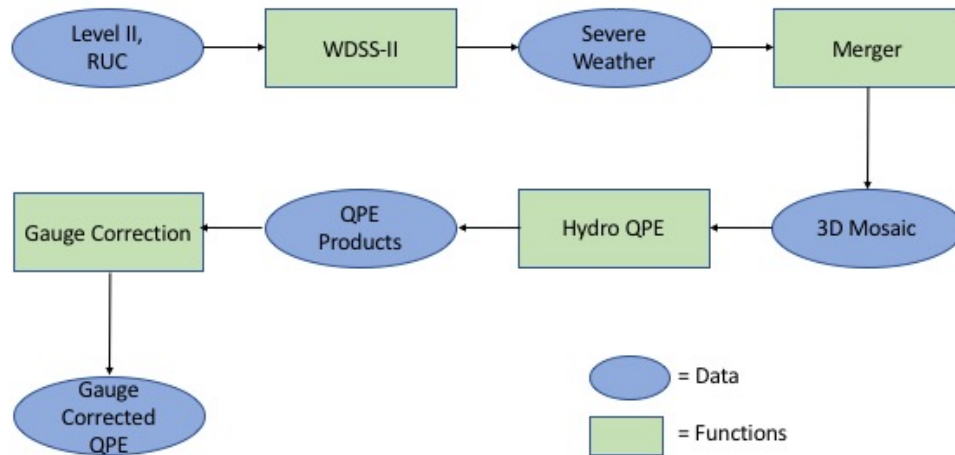 Level II,
RUC
WDSS-II
Severe
Weather
Merger
Gauge Correction
QPE
Products
Hydro QPE
3D Mosaic
Gauge
Corrected
QPE
= Data
= Functions